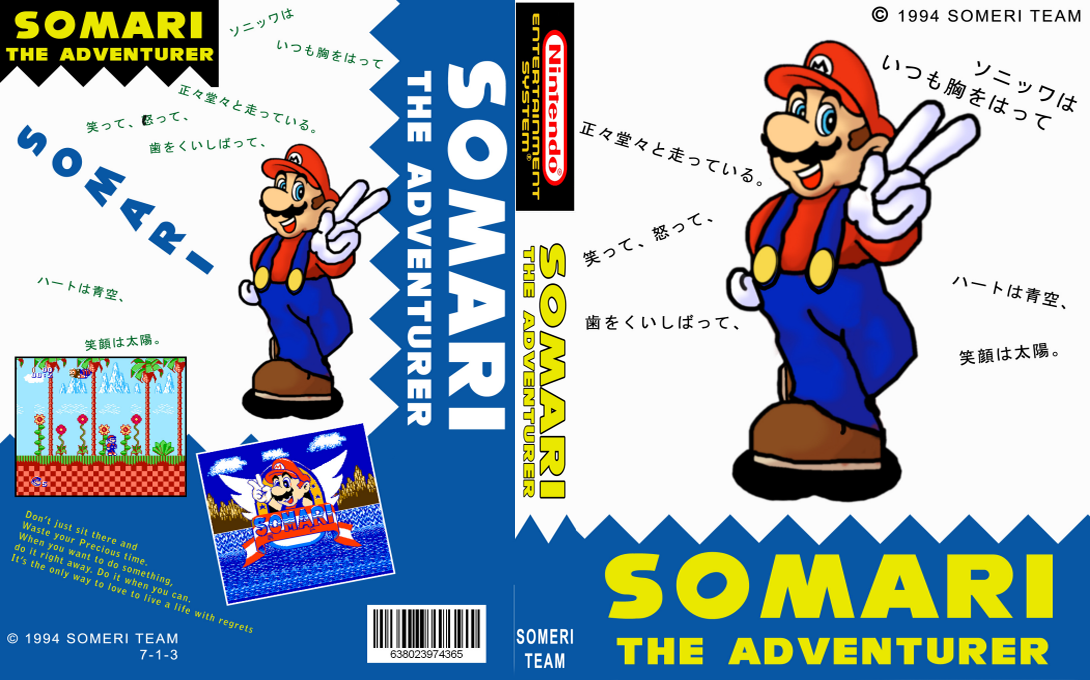 SOMARI
THE ADVENTURER
ソニッワは
いつも胸をはって
正々堂々と走っている。
笑って、怒って、
歯をくいしばって、
SOMARI
ハートは青空、
笑顔は太陽。
SOMARI
Don't just sit there and
Waste your Precious time.
When you want to do something,
do it right away. Do it when you can.
It's the only way to love to live a life with regrets
© 1994 SOMERI TEAM
7-1-3
638023974365
SOMARI
THE ADVENTURER
Nintendo®
ENTERTAINMENT
SYSTEM®
SOMARI
THE ADVENTURER
SOMERI
TEAM
© 1994 SOMERI TEAM
ソニッワは
いつも胸をはって
正々堂々と走っている。
笑って、怒って、
歯をくいしばって、
ハートは青空、
笑顔は太陽。
SOMARI
THE ADVENTURER